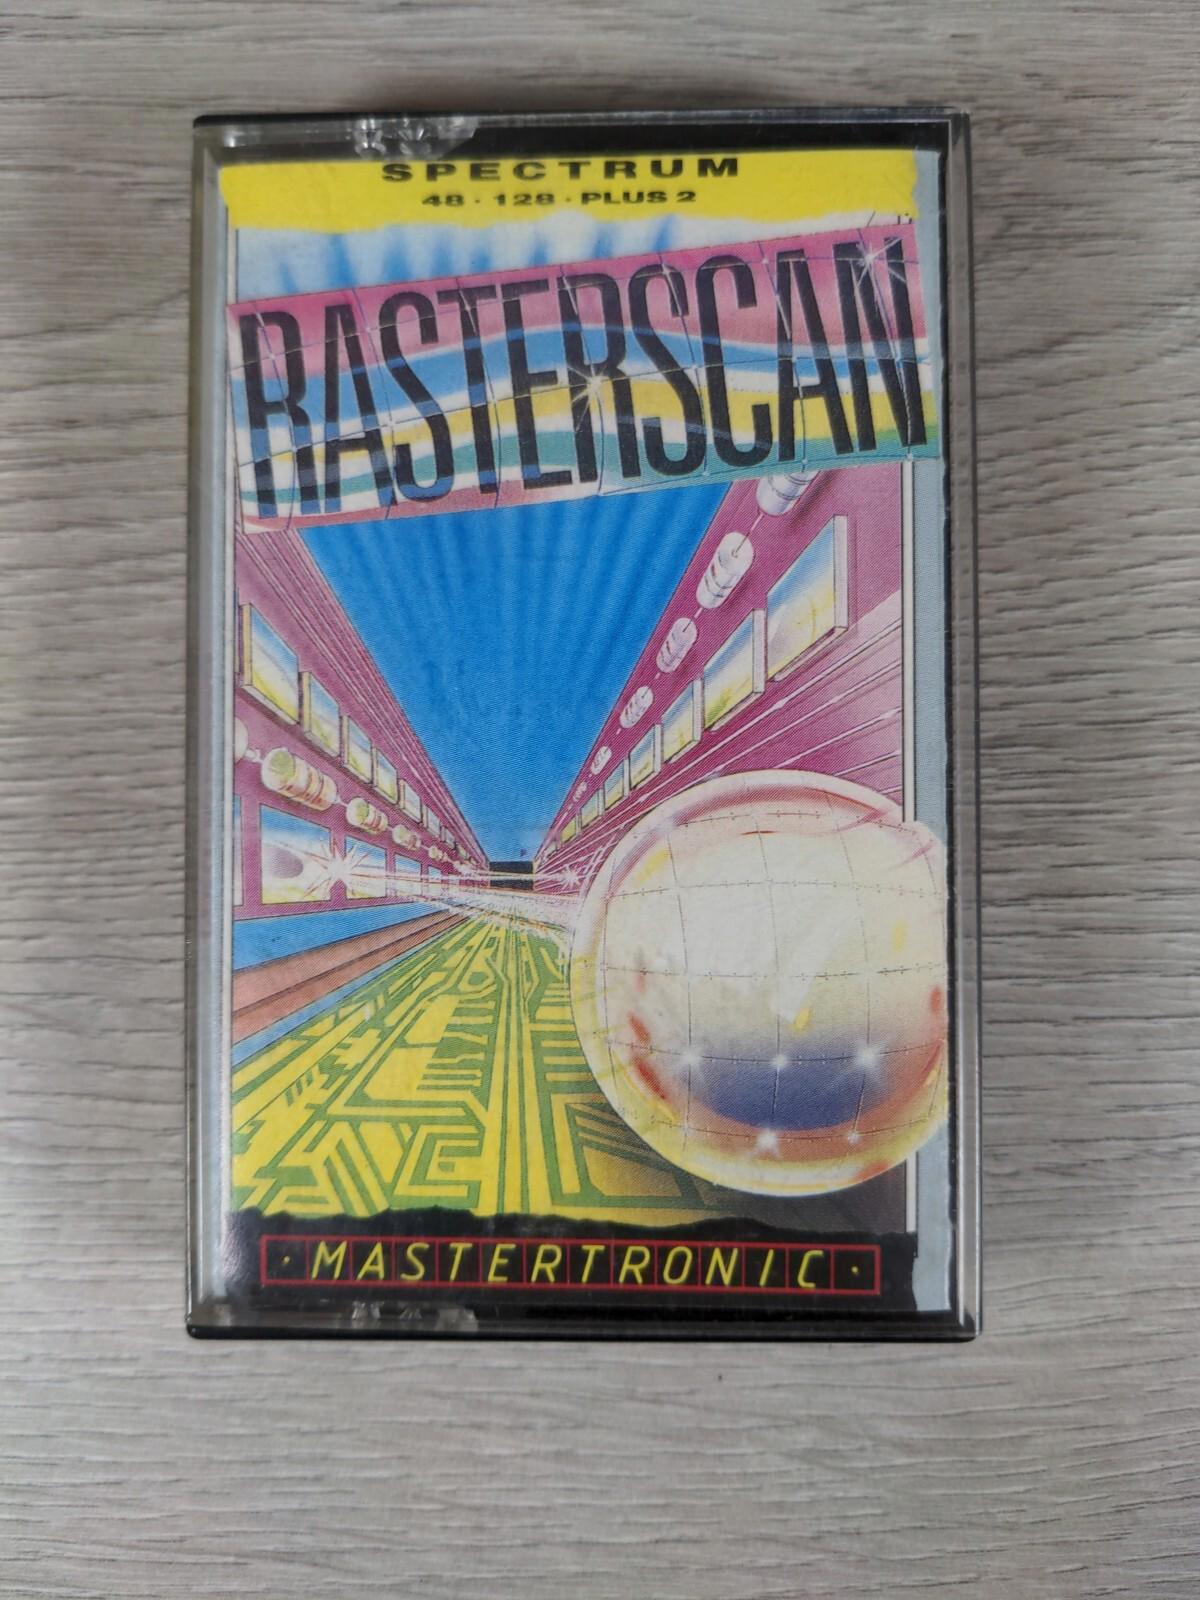 SPECTRUM
48 · 128 · PLUS 2
RASTERSCAN
· MASTERTRONIC ·